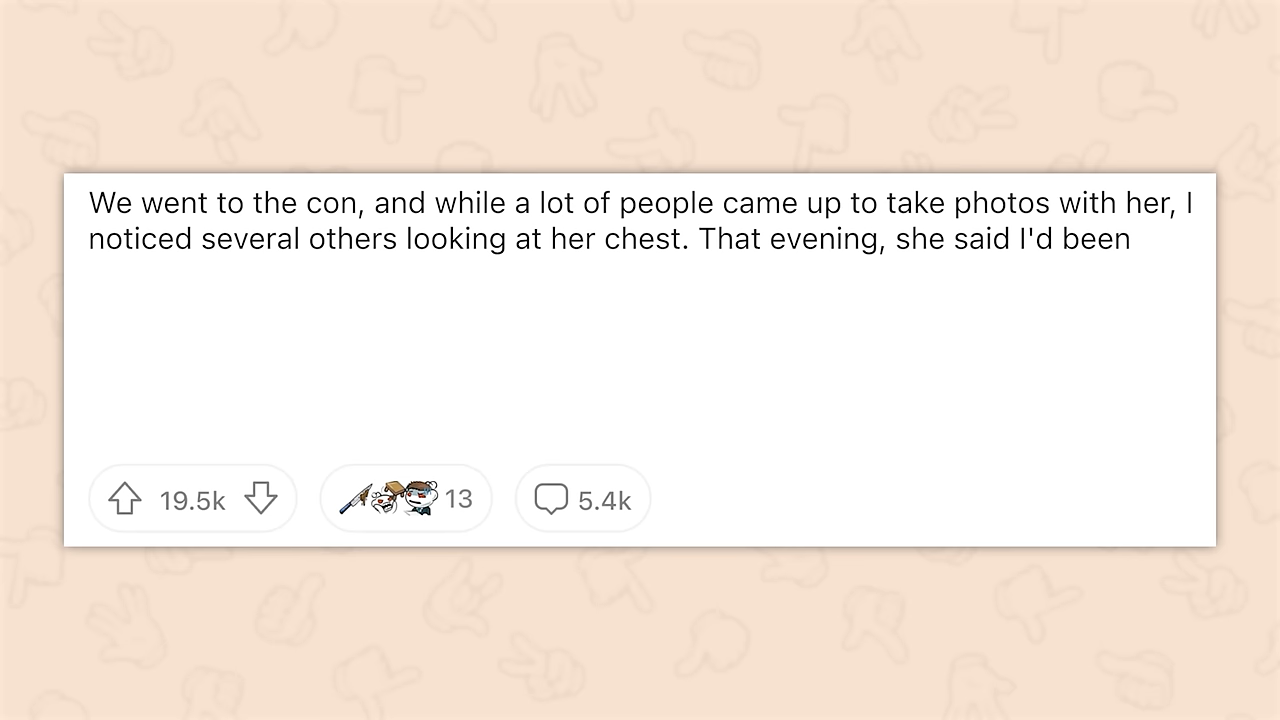 We went to the con, and while a lot of people came up to take photos with her, I
noticed several others looking at her chest. That evening, she said I'd been
19.5k 13 5.4k